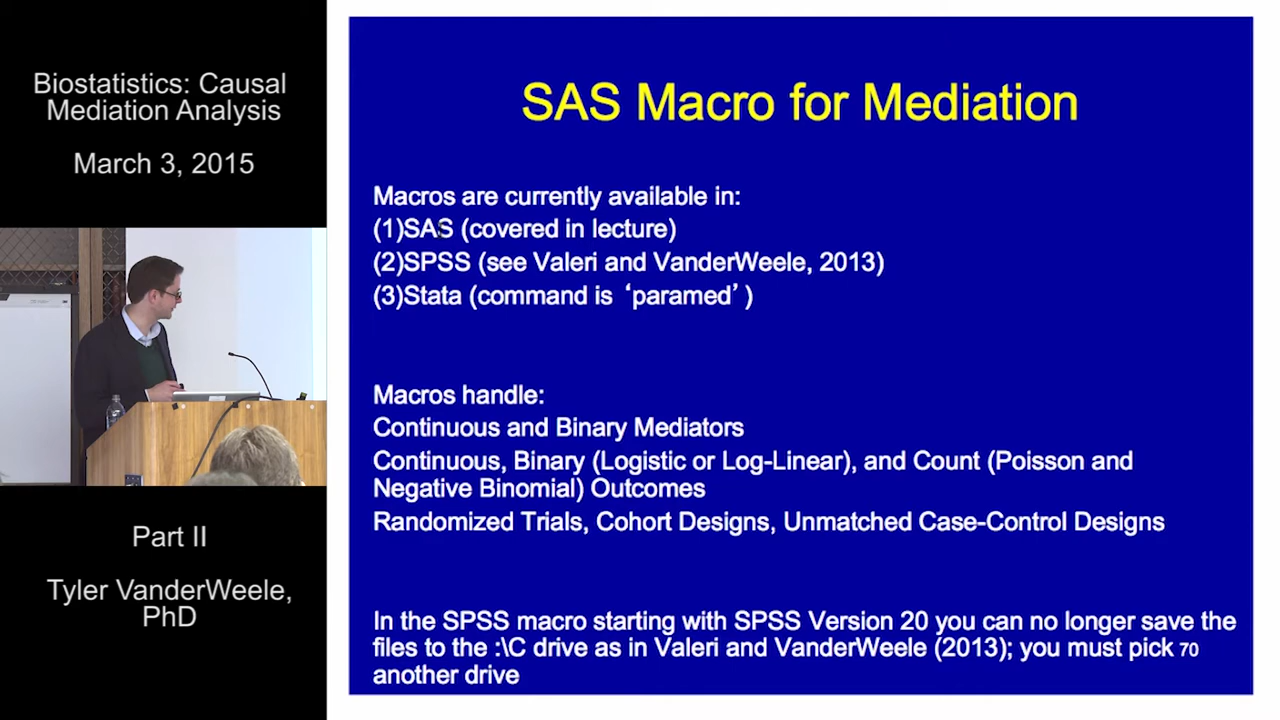 Biostatistics: Causal
Mediation Analysis
March 3, 2015
Part II
Tyler VanderWeele,
PhD
SAS Macro for Mediation
Macros are currently available in:
(1)SAS (covered in lecture)
(2)SPSS (see Valeri and VanderWeele, 2013)
(3)Stata (command is ‘paramed’ )
Macros handle:
Continuous and Binary Mediators
Continuous, Binary (Logistic or Log-Linear), and Count (Poisson and
Negative Binomial) Outcomes
Randomized Trials, Cohort Designs, Unmatched Case-Control Designs
In the SPSS macro starting with SPSS Version 20 you can no longer save the
files to the :\C drive as in Valeri and VanderWeele (2013); you must pick 70
another drive